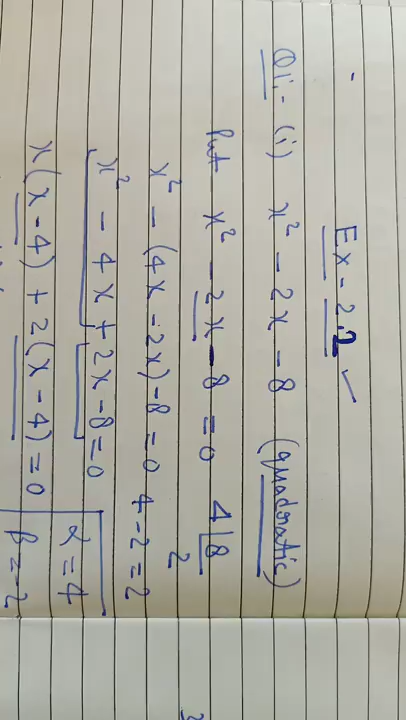 Ex-2.2 ✓
Q1:- (i) x² - 2x - 8 (quadratic)
Put x² - 2x - 8 = 0 4|8
2
x² - (4x - 2x) - 8 = 0 4-2=2
x² - 4x + 2x - 8 = 0
α = 4
x(x-4) + 2(x-4) = 0
β = -2